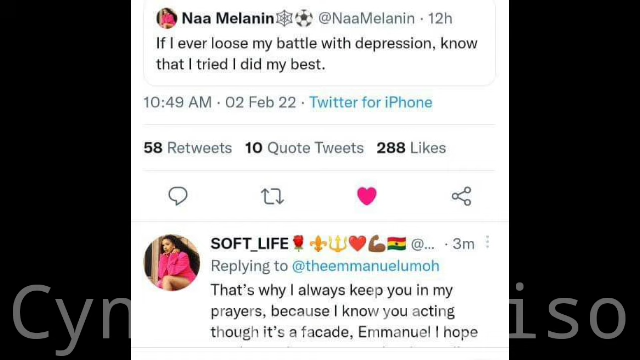 Naa Melanin🕸⚽ @NaaMelanin · 12h
If I ever loose my battle with depression, know
that I tried I did my best.
10:49 AM · 02 Feb 22 · Twitter for iPhone
58 Retweets 10 Quote Tweets 288 Likes
SOFT_LIFE🌹⚜️🔱❤️💪🏾🇬🇭 @... · 3m
Replying to @theemmanuelumoh
That's why I always keep you in my
prayers, because I know you acting
though it's a facade, Emmanuel I hope